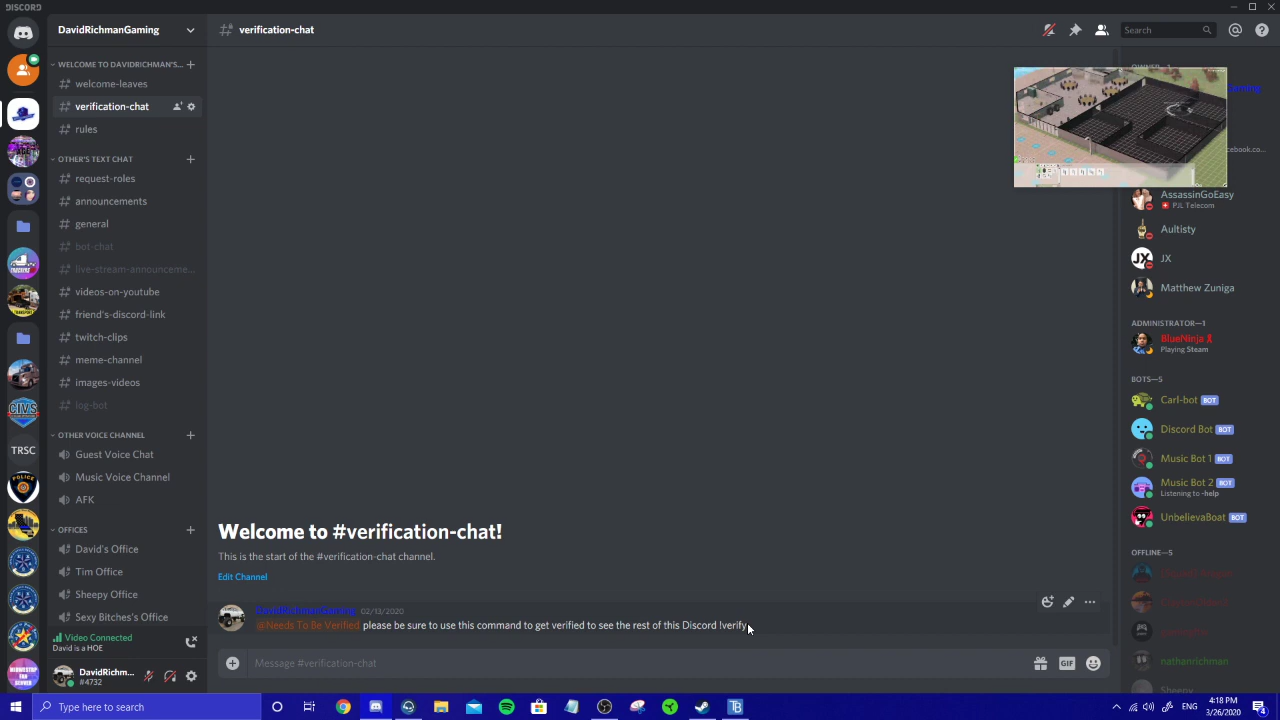 DISCORD
DavidRichmanGaming
verification-chat
Search
WELCOME TO DAVIDRICHMAN'S...
welcome-leaves
verification-chat
rules
OTHER'S TEXT CHAT
request-roles
announcements
general
bot-chat
live-stream-announceme...
videos-on-youtube
friend's-discord-link
twitch-clips
meme-channel
images-videos
log-bot
OTHER VOICE CHANNEL
Guest Voice Chat
Music Voice Channel
AFK
OFFICES
David's Office
Tim Office
Sheepy Office
Sexy Bitches's Office
Video Connected
David is a HOE
DavidRichm...
#4732
TRSC
Welcome to #verification-chat!
This is the start of the #verification-chat channel.
Edit Channel
DavidRichmanGaming 02/13/2020
@Needs To Be Verified please be sure to use this command to get verified to see the rest of this Discord !verify
Message #verification-chat
GIF
cebook.co...
AssassinGoEasy
PJL Telecom
Aultisty
JX
JX
Matthew Zuniga
ADMINISTRATOR—1
BlueNinja
Playing Steam
BOTS—5
Carl-bot BOT
Discord Bot BOT
Music Bot 1 BOT
Music Bot 2 BOT
Listening to -help
UnbelievaBoat BOT
OFFLINE—5
nathanrichman
Sheepy
Type here to search
ENG
4:18 PM
3/26/2020
4